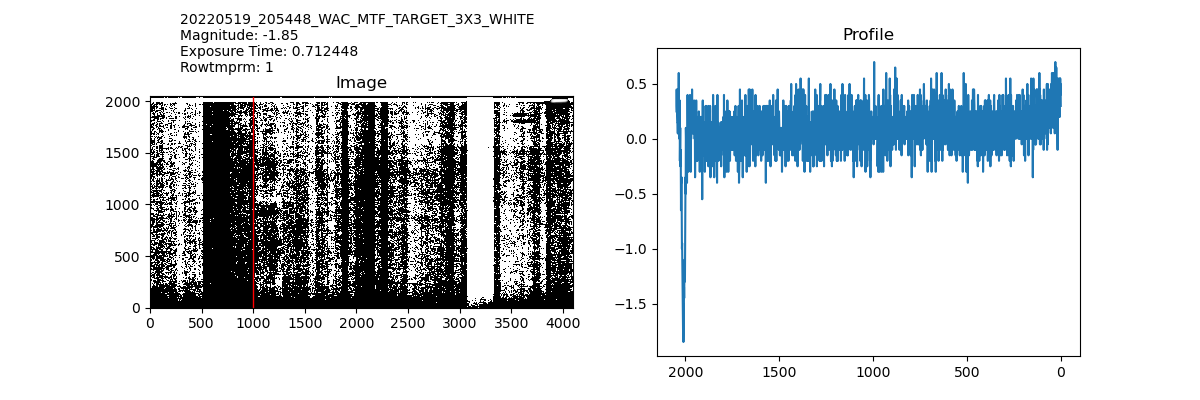 20220519_205448_WAC_MTF_TARGET_3X3_WHITE
Magnitude: -1.85
Exposure Time: 0.712448
Rowtmprm: 1
Image
2000
1500
1000
500
0
0 500 1000 1500 2000 2500 3000 3500 4000
Profile
0.5
0.0
−0.5
−1.0
−1.5
2000 1500 1000 500 0